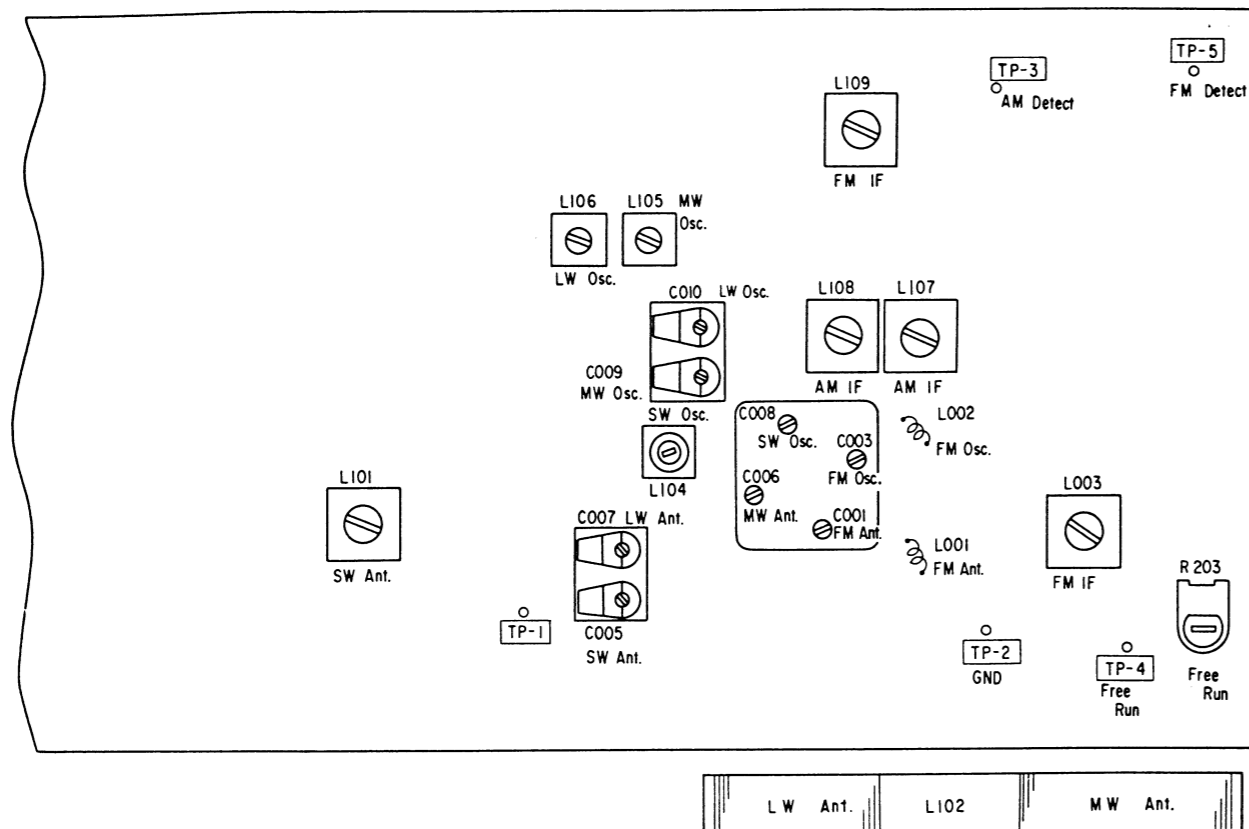 TP-5
FM Detect
TP-3
AM Detect
L109
FM IF
L106
L105
MW
Osc.
LW Osc.
C010
LW Osc.
C009
MW Osc.
SW Osc.
L108
L107
AM IF
AM IF
C008
SW Osc.
C003
FM Osc.
C006
MW Ant.
C001
FM Ant.
L002
FM Osc.
L104
L101
SW Ant.
C007 LW Ant.
C005
SW Ant.
TP-1
L001
FM Ant.
L003
FM IF
R203
Free
Run
TP-2
GND
TP-4
Free
Run
LW Ant.
L102
MW Ant.